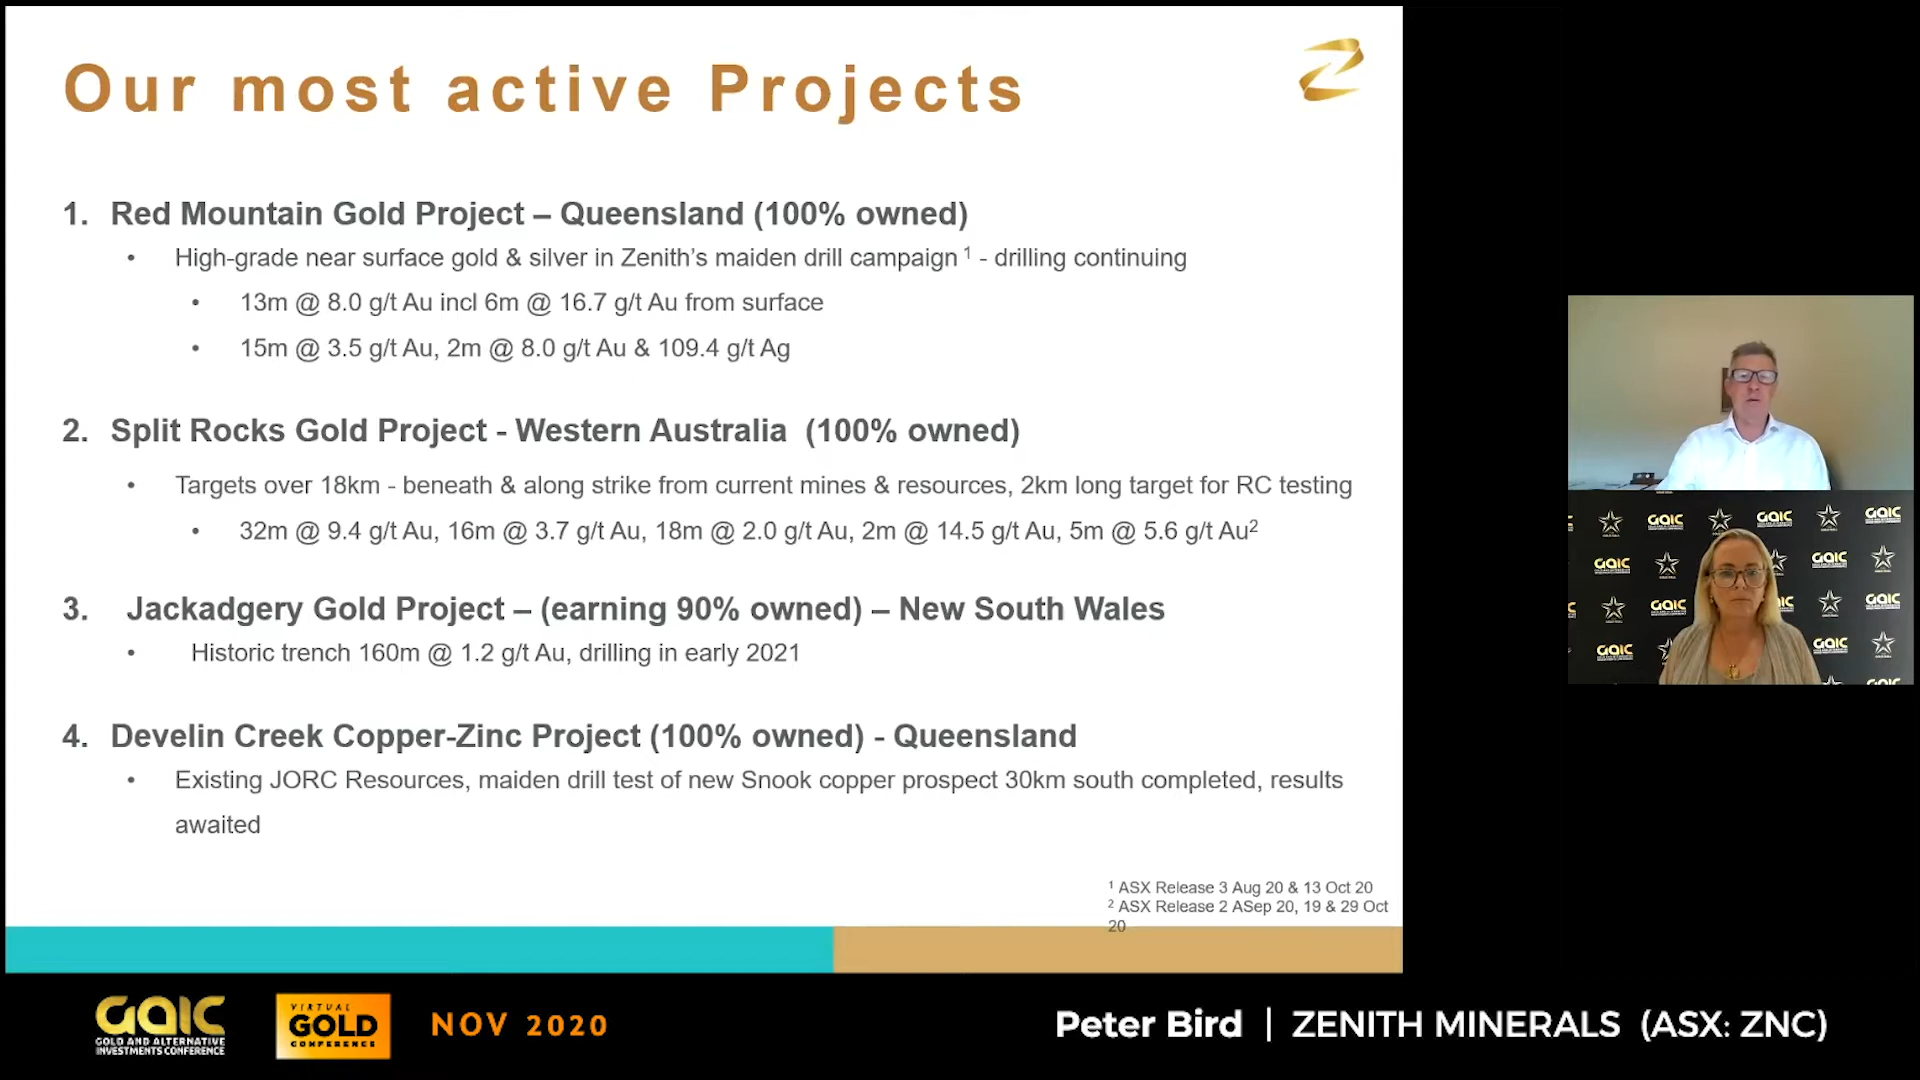 Our most active Projects
1. Red Mountain Gold Project – Queensland (100% owned)
• High-grade near surface gold & silver in Zenith's maiden drill campaign ¹ - drilling continuing
• 13m @ 8.0 g/t Au incl 6m @ 16.7 g/t Au from surface
• 15m @ 3.5 g/t Au, 2m @ 8.0 g/t Au & 109.4 g/t Ag
2. Split Rocks Gold Project - Western Australia (100% owned)
• Targets over 18km - beneath & along strike from current mines & resources, 2km long target for RC testing
• 32m @ 9.4 g/t Au, 16m @ 3.7 g/t Au, 18m @ 2.0 g/t Au, 2m @ 14.5 g/t Au, 5m @ 5.6 g/t Au²
3. Jackadgery Gold Project – (earning 90% owned) – New South Wales
• Historic trench 160m @ 1.2 g/t Au, drilling in early 2021
4. Develin Creek Copper-Zinc Project (100% owned) - Queensland
• Existing JORC Resources, maiden drill test of new Snook copper prospect 30km south completed, results
awaited
¹ ASX Release 3 Aug 20 & 13 Oct 20
² ASX Release 2 ASep 20, 19 & 29 Oct
20
GAIC GAIC GAIC
GAIC GAIC
GAIC GAIC
GAIC GAIC
GAIC
GOLD AND ALTERNATIVE
INVESTMENTS CONFERENCE
VIRTUAL
GOLD
CONFERENCE
NOV 2020
Peter Bird | ZENITH MINERALS (ASX: ZNC)